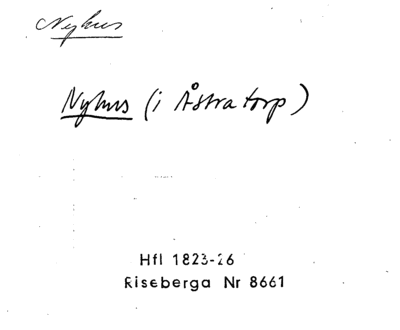 Nyhus
Nyhus (i Åstratorp)
Hfl 1823-26
Riseberga Nr 8661